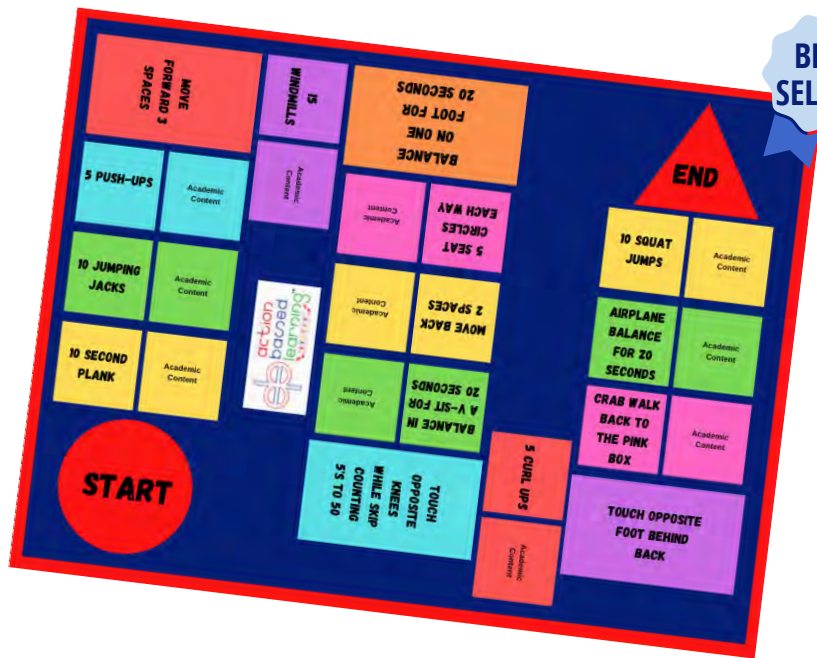 START
10 SECOND
PLANK
Academic
Content
10 JUMPING
JACKS
Academic
Content
5 PUSH-UPS
Academic
Content
MOVE
FORWARD 3
SPACES
15
WINDMILLS
Academic
Content
action
based
learning
BALANCE
ON ONE
FOOT FOR
20 SECONDS
5 SEAT
CIRCLES
EACH WAY
Academic
Content
MOVE BACK
2 SPACES
Academic
Content
BALANCE IN
A V-SIT FOR
20 SECONDS
Academic
Content
TOUCH
OPPOSITE
KNEES
WHILE SKIP
COUNTING
5'S TO 50
5 CURL UPS
Academic
Content
TOUCH OPPOSITE
FOOT BEHIND
BACK
CRAB WALK
BACK TO
THE PINK
BOX
Academic
Content
AIRPLANE
BALANCE
FOR 20
SECONDS
Academic
Content
10 SQUAT
JUMPS
Academic
Content
END